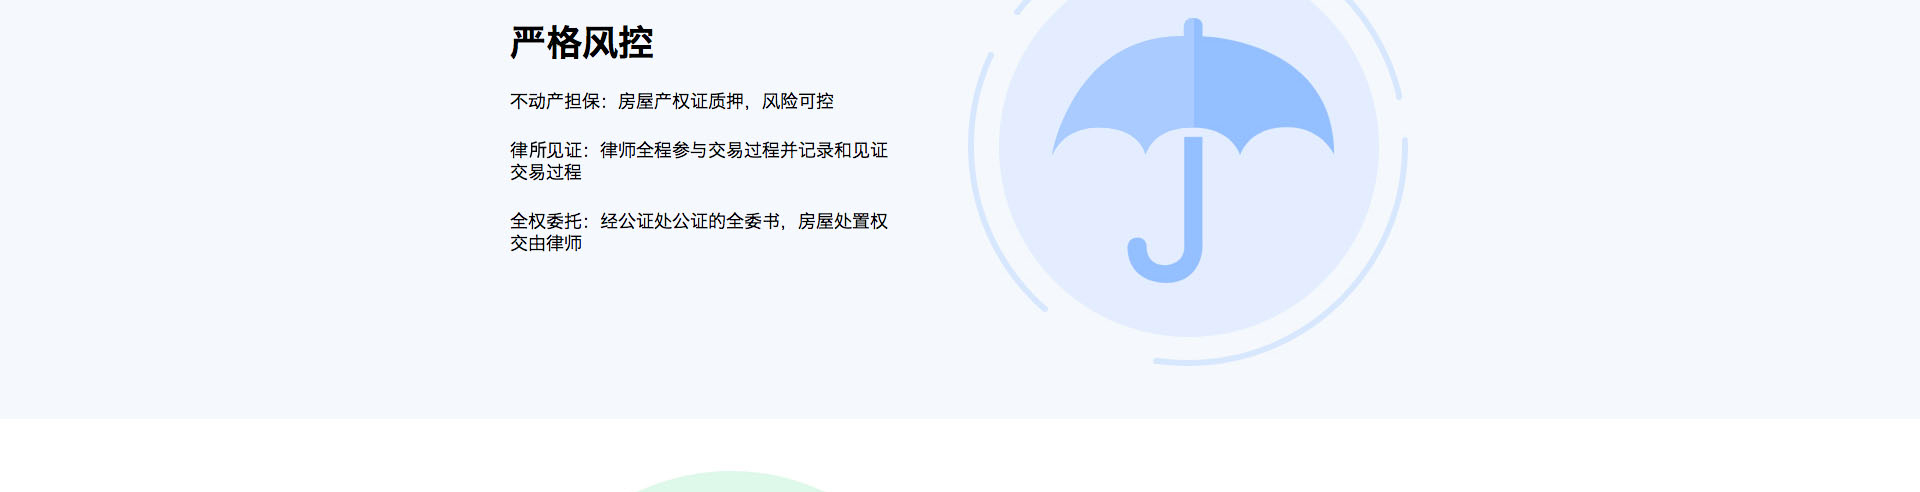 严格风控
不动产担保：房屋产权证质押，风险可控
律所见证：律师全程参与交易过程并记录和见证
交易过程
全权委托：经公证处公证的全委书，房屋处置权
交由律师